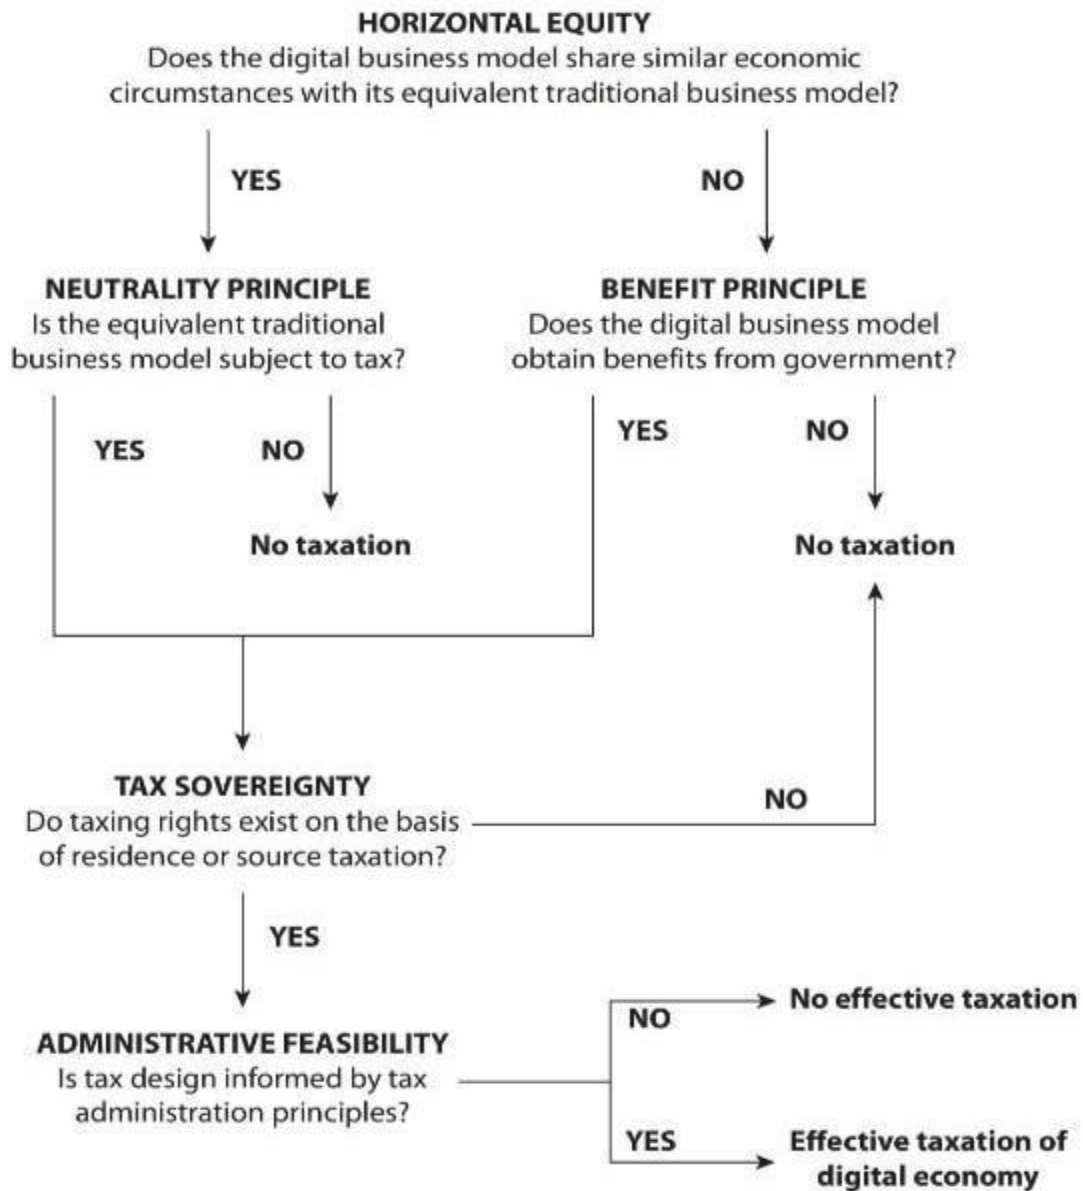 HORIZONTAL EQUITY
Does the digital business model share similar economic
circumstances with its equivalent traditional business model?
YES
NO
NEUTRALITY PRINCIPLE
Is the equivalent traditional
business model subject to tax?
BENEFIT PRINCIPLE
Does the digital business model
obtain benefits from government?
YES
NO
YES
NO
No taxation
No taxation
TAX SOVEREIGNTY
Do taxing rights exist on the basis
of residence or source taxation?
NO
YES
ADMINISTRATIVE FEASIBILITY
Is tax design informed by tax
administration principles?
NO
No effective taxation
YES
Effective taxation of
digital economy